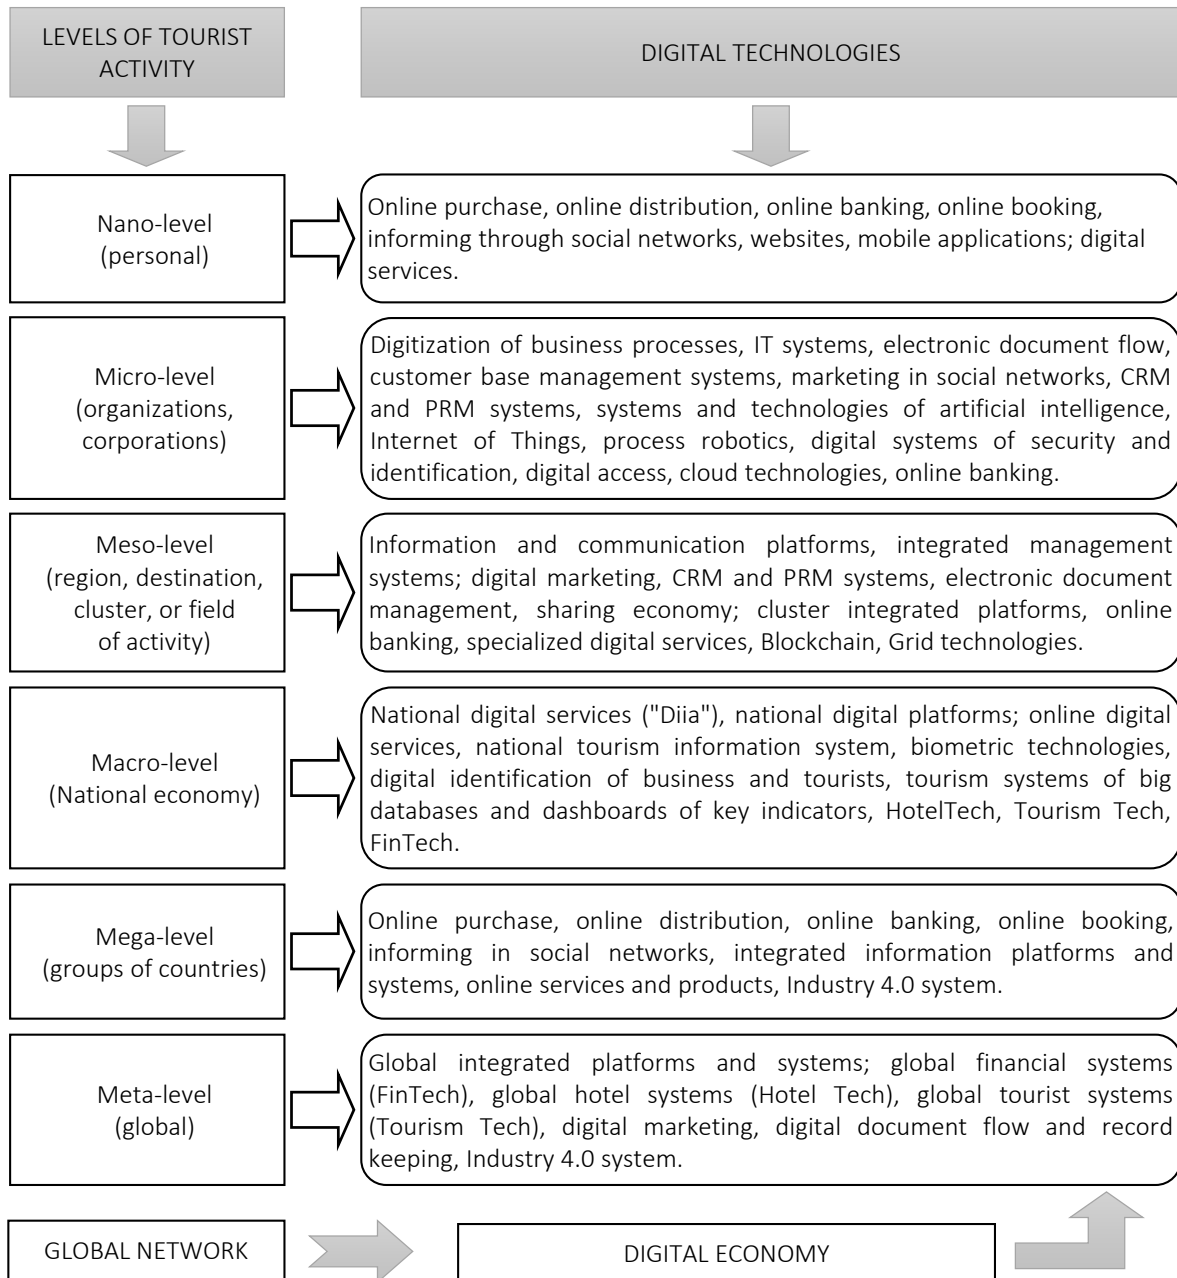 LEVELS OF TOURIST
ACTIVITY
DIGITAL TECHNOLOGIES
Nano-level
(personal)
Online purchase, online distribution, online banking, online booking,
informing through social networks, websites, mobile applications; digital
services.
Micro-level
(organizations,
corporations)
Digitization of business processes, IT systems, electronic document flow,
customer base management systems, marketing in social networks, CRM
and PRM systems, systems and technologies of artificial intelligence,
Internet of Things, process robotics, digital systems of security and
identification, digital access, cloud technologies, online banking.
Meso-level
(region, destination,
cluster, or field
of activity)
Information and communication platforms, integrated management
systems; digital marketing, CRM and PRM systems, electronic document
management, sharing economy; cluster integrated platforms, online
banking, specialized digital services, Blockchain, Grid technologies.
Macro-level
(National economy)
National digital services ("Diia"), national digital platforms; online digital
services, national tourism information system, biometric technologies,
digital identification of business and tourists, tourism systems of big
databases and dashboards of key indicators, HotelTech, Tourism Tech,
FinTech.
Mega-level
(groups of countries)
Online purchase, online distribution, online banking, online booking,
informing in social networks, integrated information platforms and
systems, online services and products, Industry 4.0 system.
Meta-level
(global)
Global integrated platforms and systems; global financial systems
(FinTech), global hotel systems (Hotel Tech), global tourist systems
(Tourism Tech), digital marketing, digital document flow and record
keeping, Industry 4.0 system.
GLOBAL NETWORK
DIGITAL ECONOMY